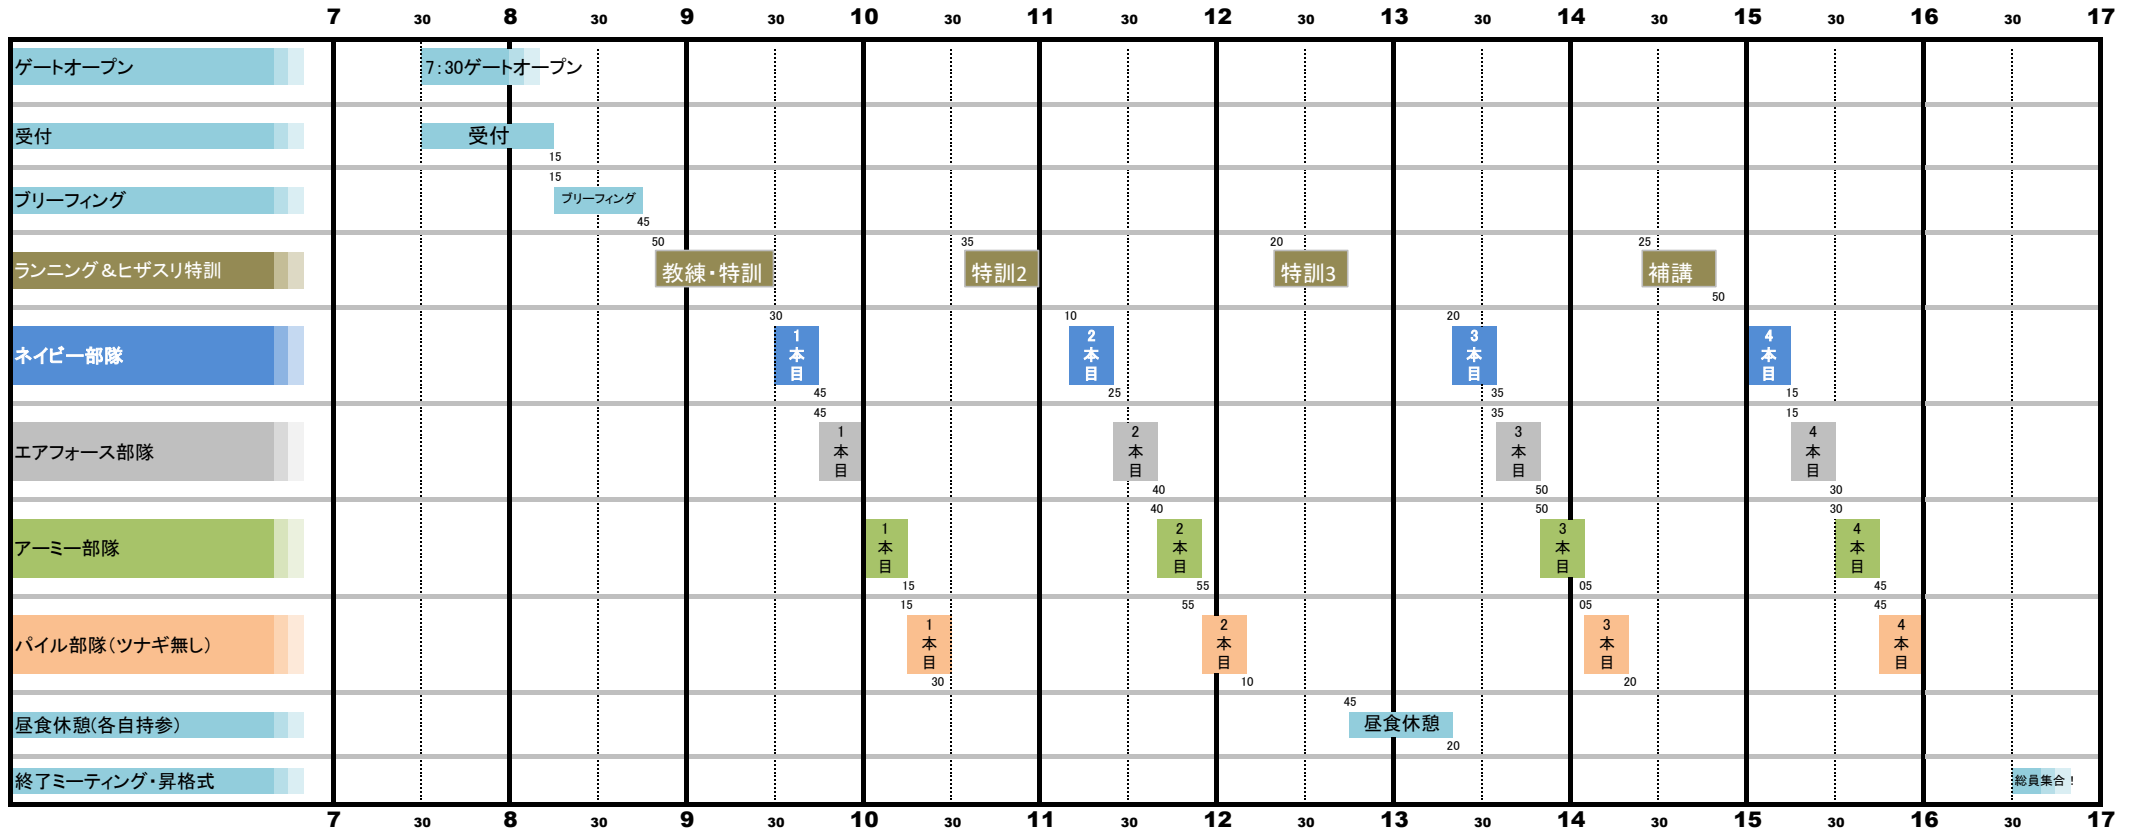 7 30 8 30 9 30 10 30 11 30 12 30 13 30 14 30 15 30 16 30 17
ゲートオープン 7:30ゲートオープン
受付 受付
15
15
ブリーフィング ブリーフィング
45
50 35 20 25
ランニング&ヒザスリ特訓 教練・特訓 特訓2 特訓3 補講
50
30 10 20
ネイビー部隊 1本目 2本目 3本目 4本目
45 25 35 15
45 35 15
エアフォース部隊 1本目 2本目 3本目 4本目
40 50 30
40 50 30
アーミー部隊 1本目 2本目 3本目 4本目
15 55 05 45
15 55 05 45
パイル部隊(ツナギ無し) 1本目 2本目 3本目 4本目
30 10 20
45
昼食休憩(各自持参) 昼食休憩
20
終了ミーティング・昇格式 総員集合!
7 30 8 30 9 30 10 30 11 30 12 30 13 30 14 30 15 30 16 30 17